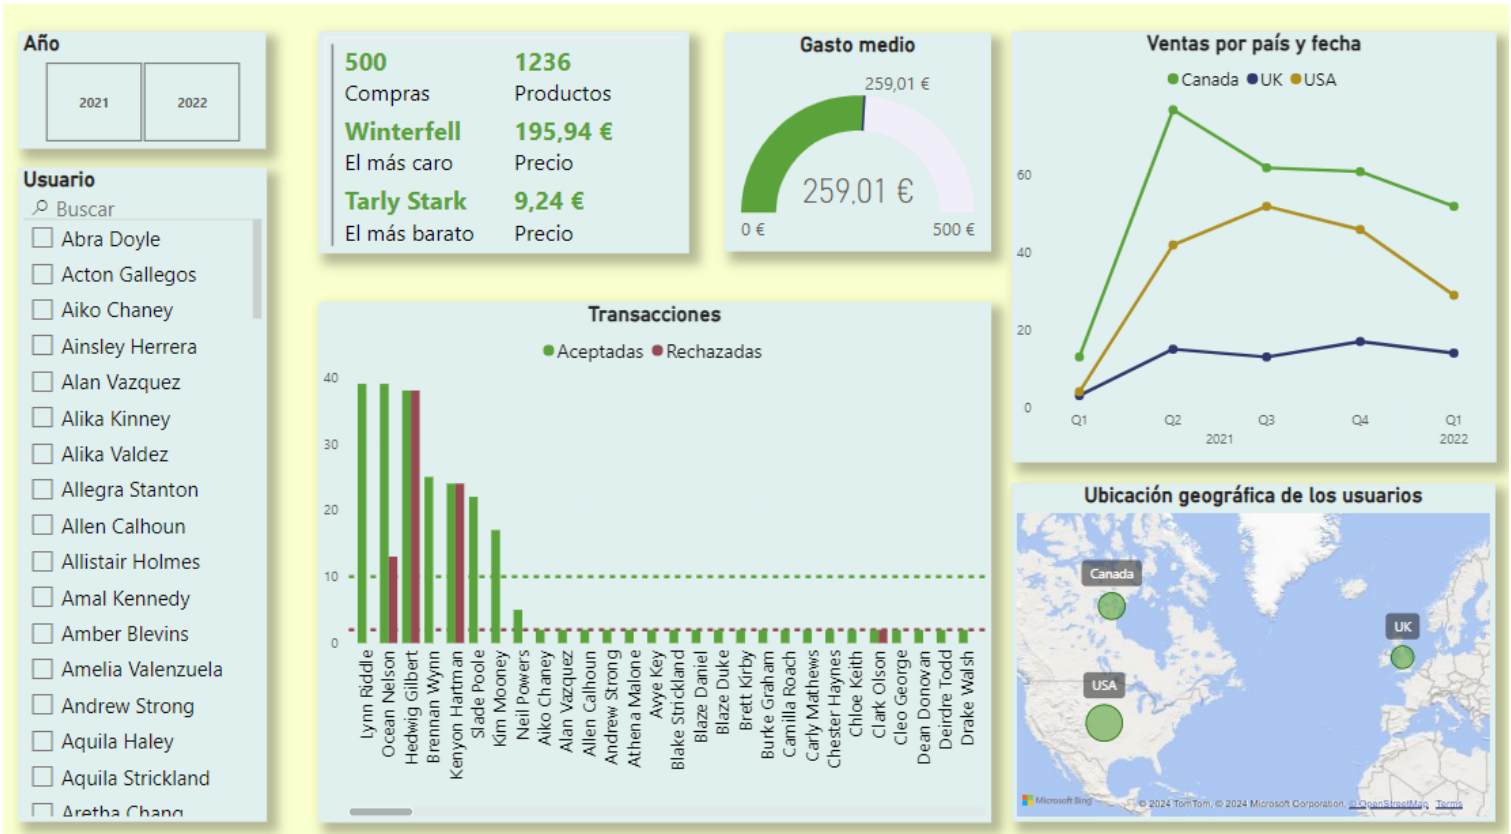 Año
2021 2022
Usuario
Buscar
Abra Doyle
Acton Gallegos
Aiko Chaney
Ainsley Herrera
Alan Vazquez
Alika Kinney
Alika Valdez
Allegra Stanton
Allen Calhoun
Allistair Holmes
Amal Kennedy
Amber Blevins
Amelia Valenzuela
Andrew Strong
Aquila Haley
Aquila Strickland
Aretha Chang
500 1236
Compras Productos
Winterfell 195,94 €
El más caro Precio
Tarly Stark 9,24 €
El más barato Precio
Gasto medio
259,01 €
259,01 €
0 € 500 €
Transacciones
Aceptadas Rechazadas
40
30
20
10
0
Lynn Riddle
Ocean Nelson
Hedwig Gilbert
Brennan Wynn
Kenyon Hartman
Slade Poole
Kim Mooney
Neil Powers
Aiko Chaney
Alan Vazquez
Allen Calhoun
Andrew Strong
Athena Malone
Avye Key
Blake Strickland
Blaze Daniel
Blaze Duke
Brett Kirby
Burke Graham
Camilla Roach
Carly Mathews
Chester Haynes
Chloe Keith
Clark Olson
Cleo George
Dean Donovan
Deirdre Todd
Drake Walsh
Ventas por país y fecha
Canada UK USA
60
40
20
0
Q1 Q2 Q3 Q4 Q1
2021 2022
Ubicación geográfica de los usuarios
Canada
UK
USA
Microsoft Bing
© 2024 TomTom, © 2024 Microsoft Corporation, © OpenStreetMap Terms